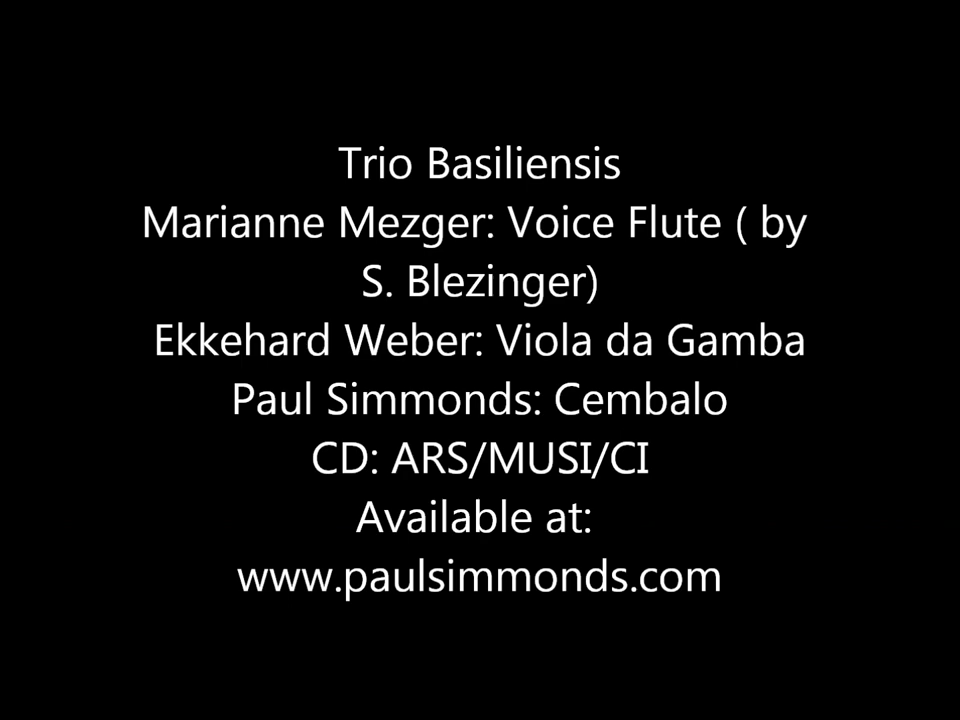 Trio Basiliensis
Marianne Mezger: Voice Flute ( by
S. Blezinger)
Ekkehard Weber: Viola da Gamba
Paul Simmonds: Cembalo
CD: ARS/MUSI/CI
Available at:
www.paulsimmonds.com